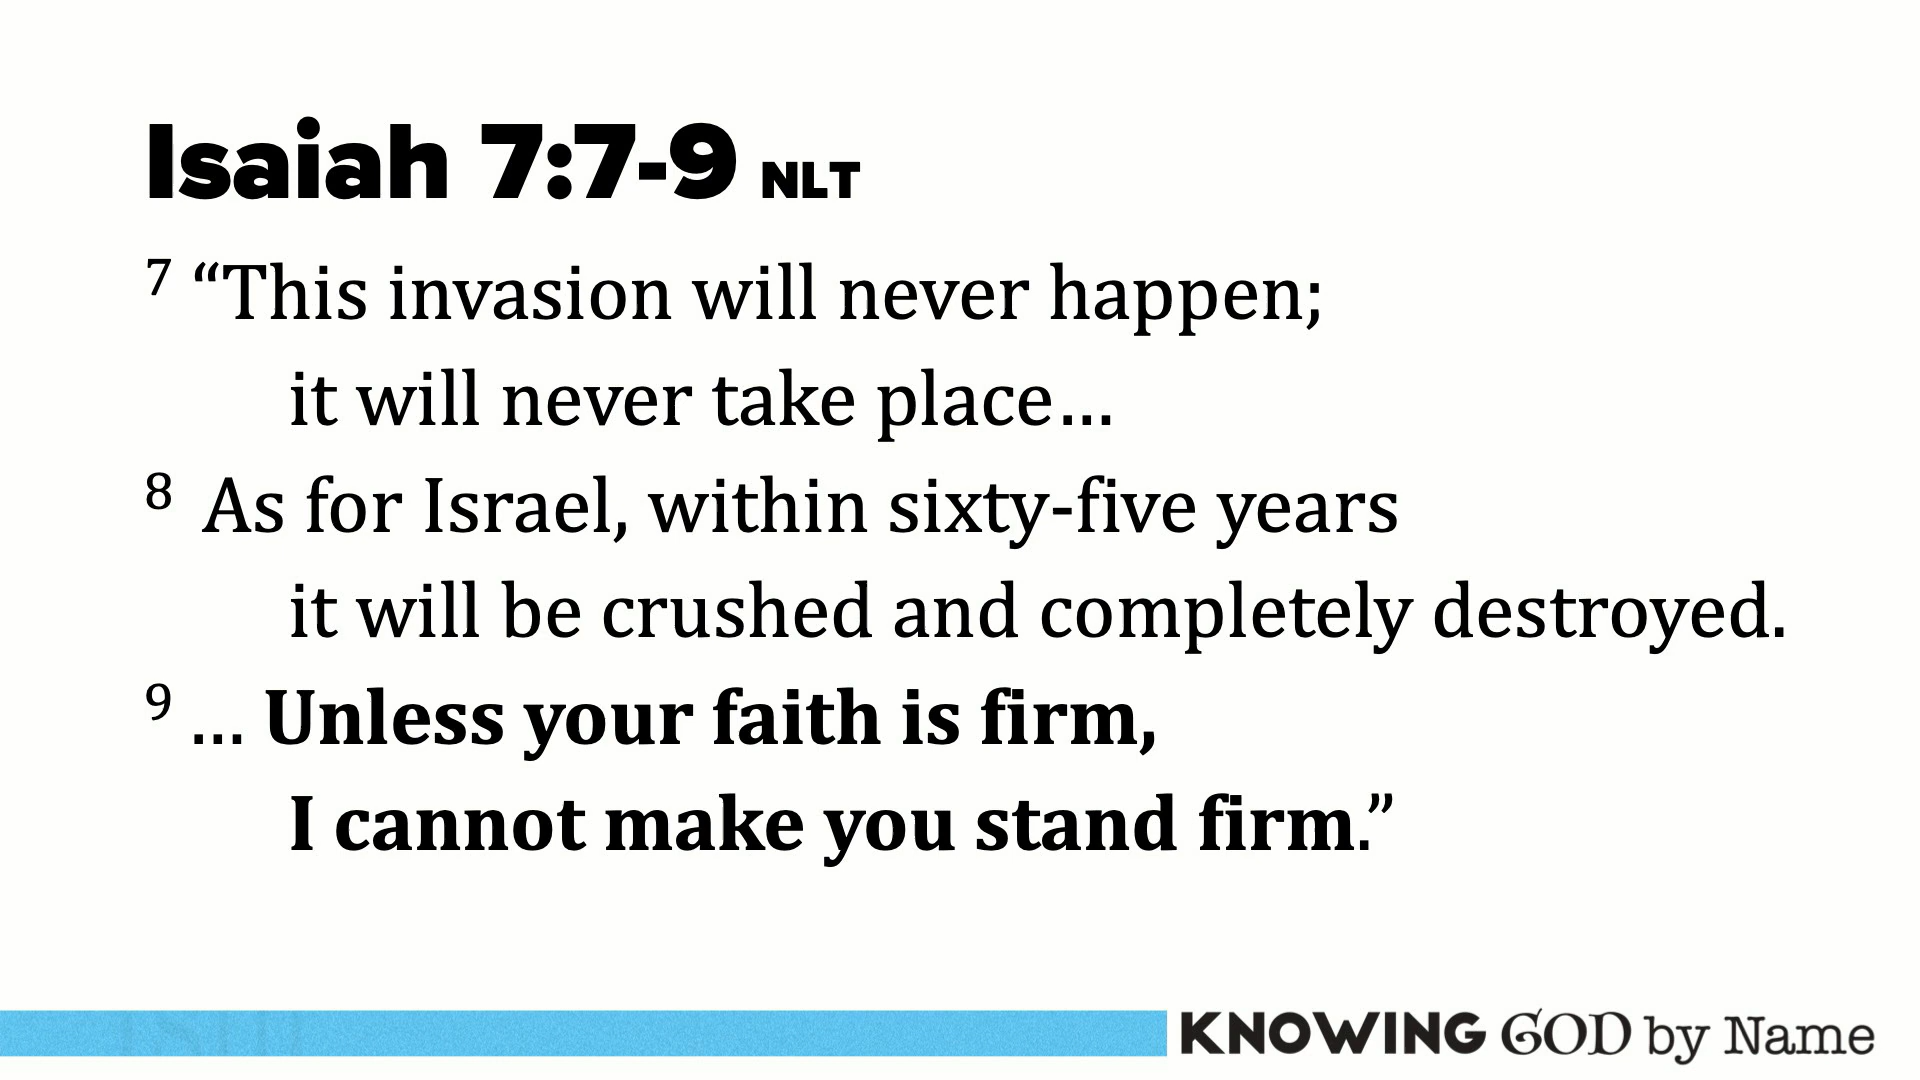 Isaiah 7:7-9 NLT
7 “This invasion will never happen;
it will never take place…
8 As for Israel, within sixty-five years
it will be crushed and completely destroyed.
9 … Unless your faith is firm,
I cannot make you stand firm.”
KNOWING GOD by Name